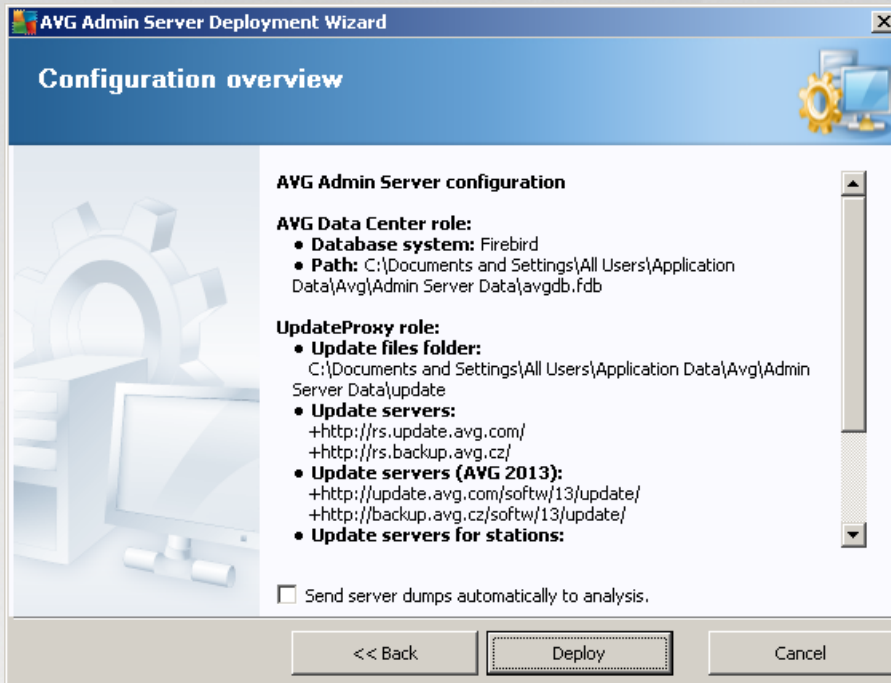 AVG Admin Server Deployment Wizard
Configuration overview
AVG Admin Server configuration
AVG Data Center role:
• Database system: Firebird
• Path: C:\Documents and Settings\All Users\Application
Data\Avg\Admin Server Data\avgdb.fdb
UpdateProxy role:
• Update files folder:
C:\Documents and Settings\All Users\Application Data\Avg\Admin
Server Data\update
• Update servers:
+http://rs.update.avg.com/
+http://rs.backup.avg.cz/
• Update servers (AVG 2013):
+http://update.avg.com/softw/13/update/
+http://backup.avg.cz/softw/13/update/
• Update servers for stations:
Send server dumps automatically to analysis.
<< Back
Deploy
Cancel